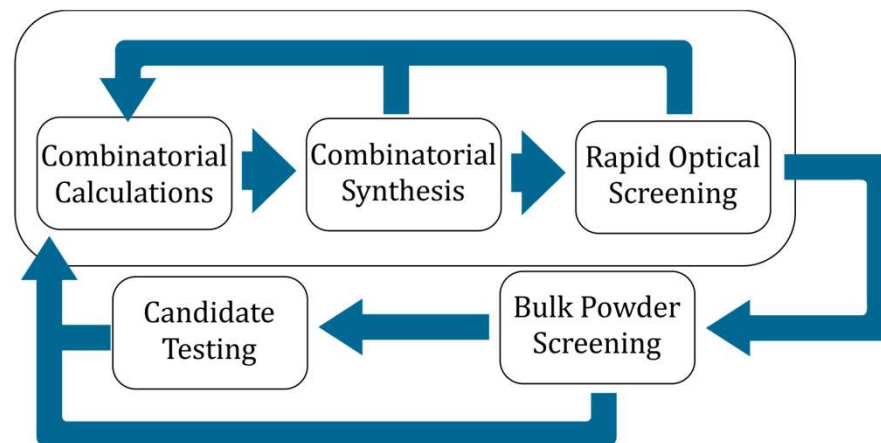 Combinatorial
Calculations
Combinatorial
Synthesis
Rapid Optical
Screening
Candidate
Testing
Bulk Powder
Screening